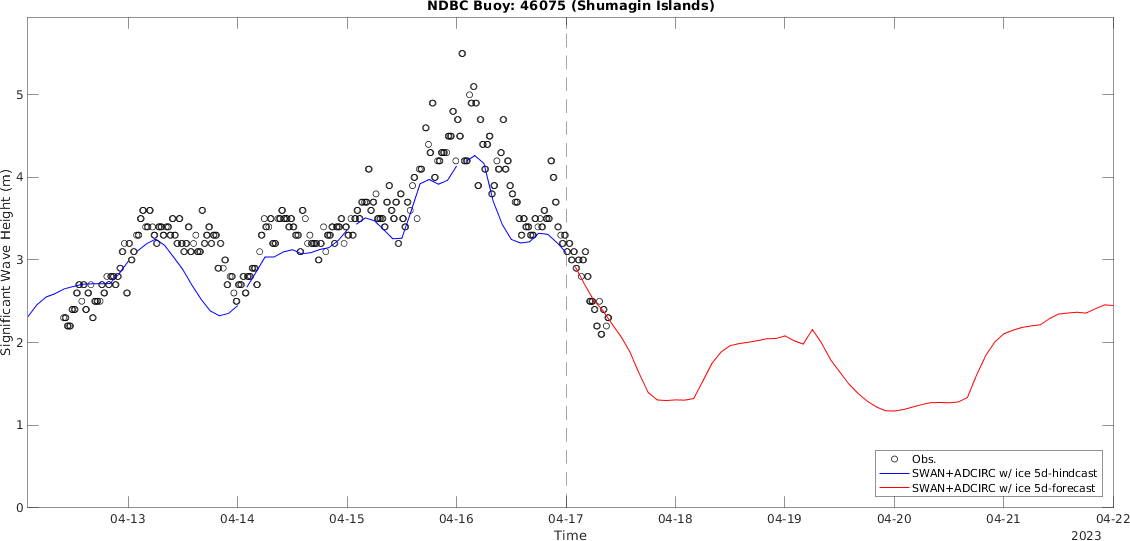 NDBC Buoy: 46075 (Shumagin Islands)
Significant Wave Height (m)
5
4
3
2
1
0
04-13 04-14 04-15 04-16 04-17 04-18 04-19 04-20 04-21 04-22
Time
2023
Obs.
SWAN+ADCIRC w/ ice 5d-hindcast
SWAN+ADCIRC w/ ice 5d-forecast